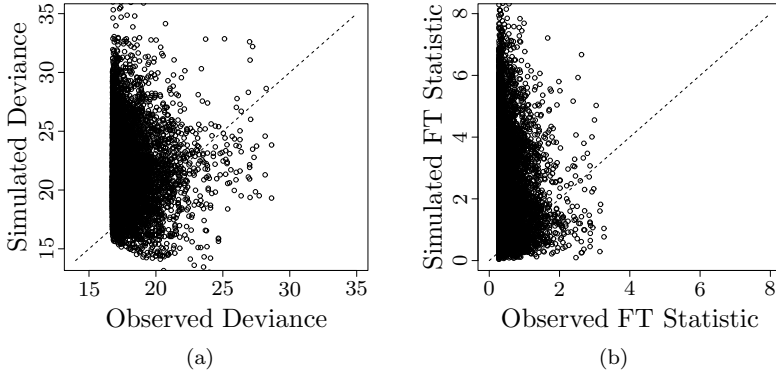 35
30
25
20
15
Simulated Deviance
15 20 25 30 35
Observed Deviance
(a)
8
6
4
2
0
Simulated FT Statistic
0 2 4 6 8
Observed FT Statistic
(b)